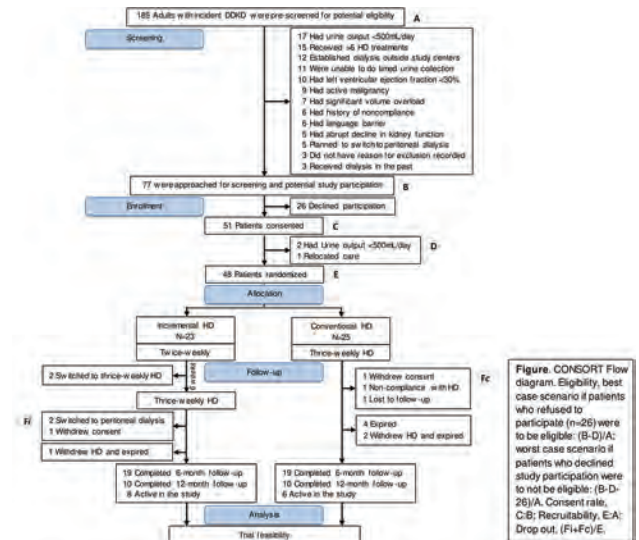 185 Adults with incident DDKD were pre-screened for potential eligibility
A
Screening
17 Had urine output <500mL/day
15 Received >6 HD treatments
12 Established dialysis outside study centers
11 Were unable to do timed urine collection
10 Had left ventricular ejection fraction <30%
9 Had active malignancy
7 Had significant volume overload
6 Had history of noncompliance
6 Had language barrier
5 Had abrupt decline in kidney function
5 Planned to switch to peritoneal dialysis
3 Did not have reason for exclusion recorded
3 Received dialysis in the past
77 were approached for screening and potential study participation
B
Enrollment
26 Declined participation
51 Patients consented
C
2 Had Urine output <500mL/day
1 Relocated care
D
48 Patients randomized
E
Allocation
Incremental HD
N=23
Twice-weekly
Conventional HD
N=25
Thrice-weekly HD
2 Switched to thrice-weekly HD
6 weeks
Follow-up
1 Withdrew consent
1 Non-compliance with HD
1 Lost to follow-up
Fc
Thrice-weekly HD
Fi
2 Switched to peritoneal dialysis
1 Withdrew consent
4 Expired
2 Withdrew HD and expired
1 Withdrew HD and expired
19 Completed 6-month follow-up
10 Completed 12-month follow-up
8 Active in the study
19 Completed 6-month follow-up
10 Completed 12-month follow-up
6 Active in the study
Analysis
Trial feasibility
Figure. CONSORT Flow
diagram. Eligibility, best
case scenario if patients
who refused to
participate (n=26) were
to be eligible: (B-D)/A:
worst case scenario if
patients who declined
study participation were
to not be eligible: (B-D-
26)/A. Consent rate,
C:B; Recruitability, E:A;
Drop out, (Fi+Fc)/E.